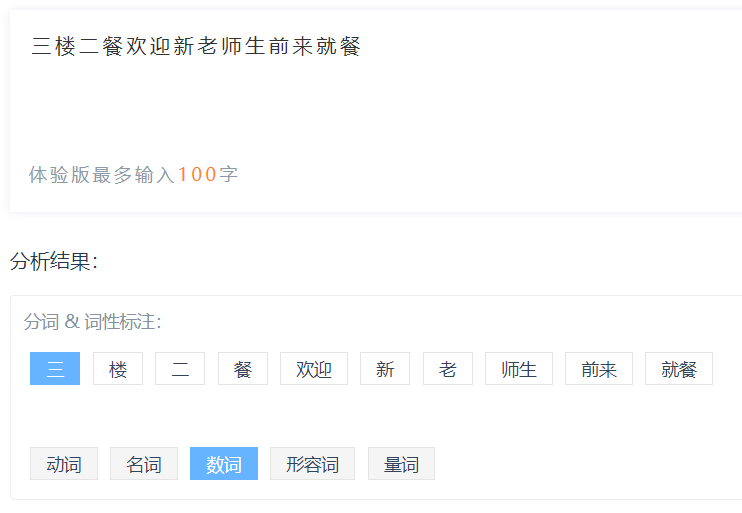 三楼二餐欢迎新老师生前来就餐
体验版最多输入100字
分析结果：
分词 & 词性标注：
三 楼 二 餐 欢迎 新 老 师生 前来 就餐
动词 名词 数词 形容词 量词